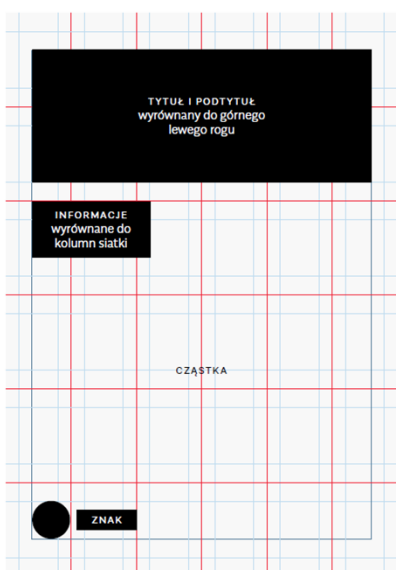 TYTUŁ I PODTYTUŁ
wyrównany do górnego
lewego rogu
INFORMACJE
wyrównane do
kolumn siatki
CZĄSTKA
ZNAK